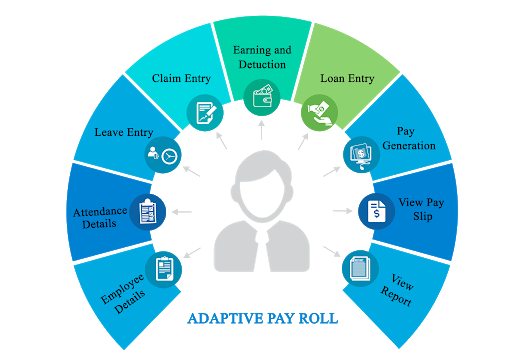 Earning and
Detuction
Claim Entry
Loan Entry
Leave Entry
Pay
Generation
Attendance
Details
View Pay
Slip
Employee
Details
View
Report
ADAPTIVE PAY ROLL